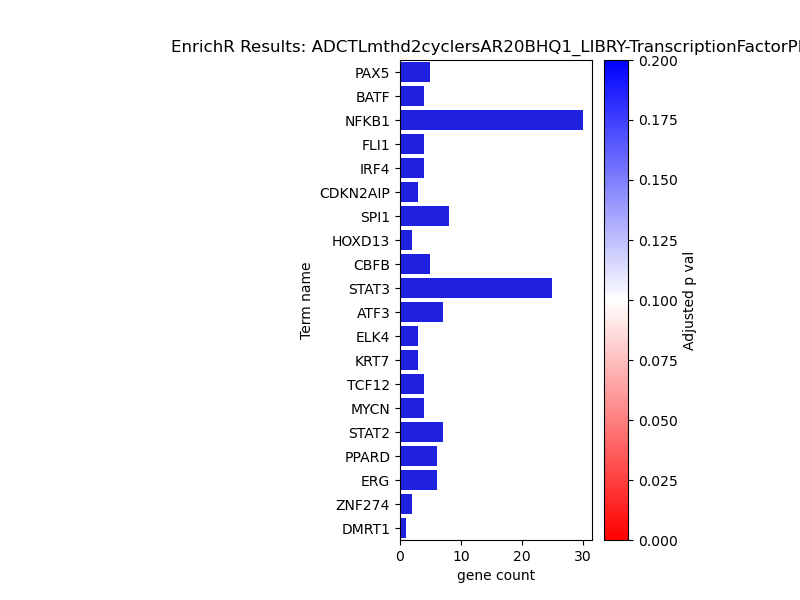 EnrichR Results: ADCTLmthd2cyclersAR20BHQ1_LIBRY-TranscriptionFactorP
PAX5
BATF
NFKB1
FLI1
IRF4
CDKN2AIP
SPI1
HOXD13
CBFB
STAT3
ATF3
ELK4
KRT7
TCF12
MYCN
STAT2
PPARD
ERG
ZNF274
DMRT1
Term name
0 10 20 30
gene count
0.200
0.175
0.150
0.125
0.100
0.075
0.050
0.025
0.000
Adjusted p val